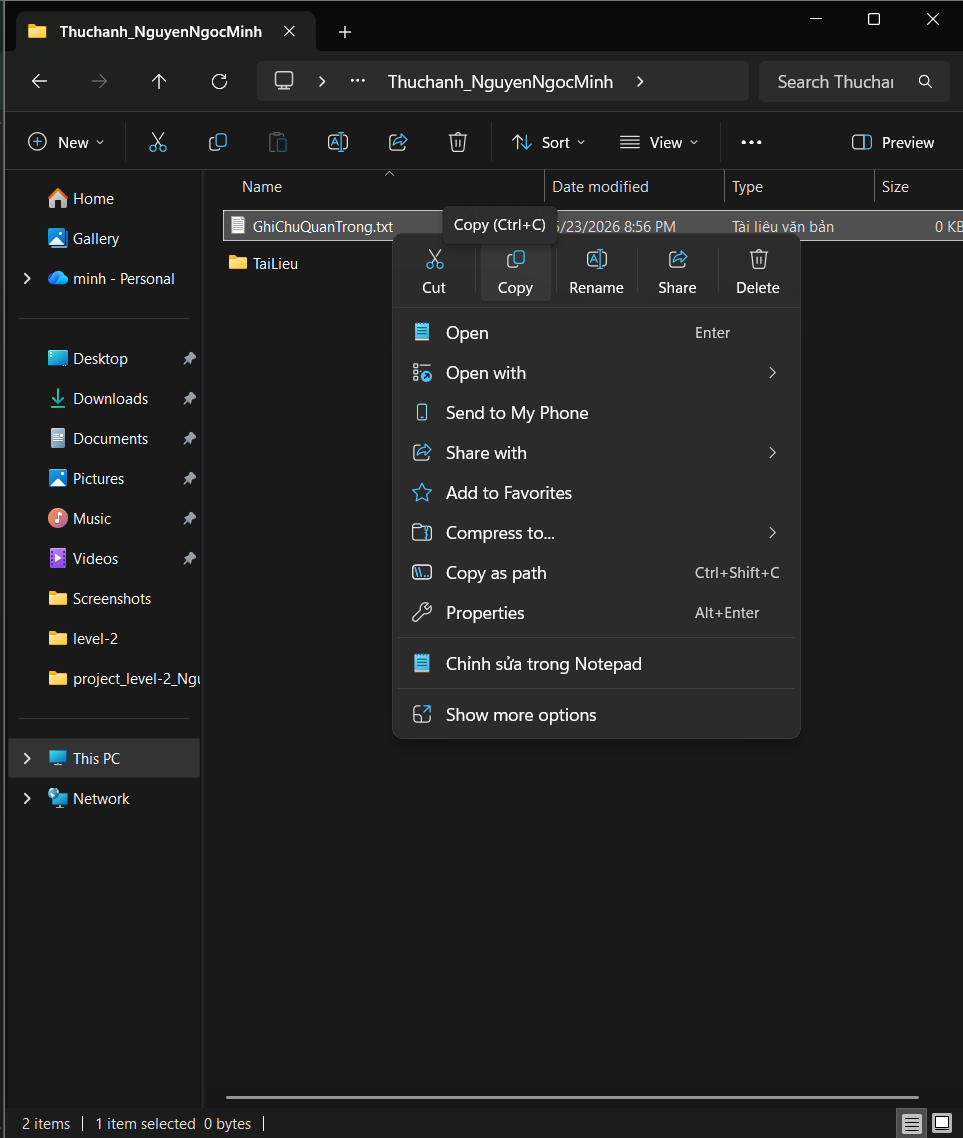 Thuchanh_NguyenNgocMinh
Thuchanh_NguyenNgocMinh
Search Thuchai
New
Sort
View
Preview
Name
Date modified
Type
Size
Home
Gallery
minh - Personal
Desktop
Downloads
Documents
Pictures
Music
Videos
Screenshots
level-2
project_level-2_Ngu
This PC
Network
GhiChuQuanTrong.txt
/23/2026 8:56 PM
Tài liệu văn bản
0 KB
TaiLieu
Copy (Ctrl+C)
Cut
Copy
Rename
Share
Delete
Open Enter
Open with
Send to My Phone
Share with
Add to Favorites
Compress to...
Copy as path Ctrl+Shift+C
Properties Alt+Enter
Chỉnh sửa trong Notepad
Show more options
2 items
1 item selected 0 bytes